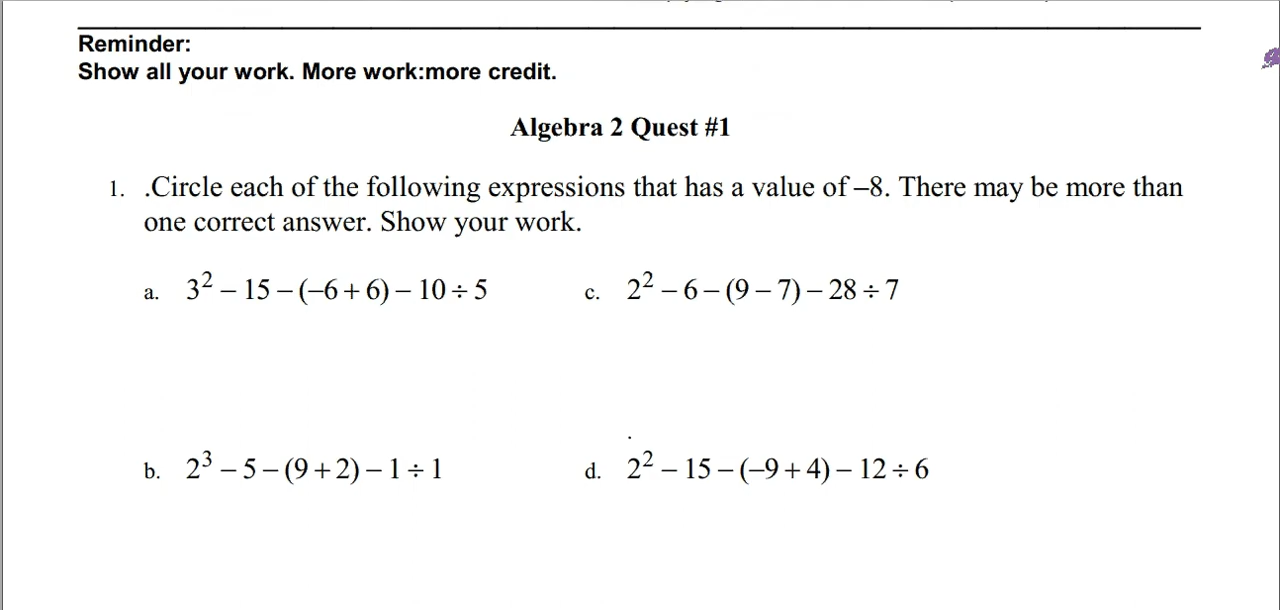 Reminder:
Show all your work. More work:more credit.
Algebra 2 Quest #1
1. .Circle each of the following expressions that has a value of –8. There may be more than
one correct answer. Show your work.
a. 3² – 15 – (–6 + 6) – 10 ÷ 5
c. 2² – 6 – (9 – 7) – 28 ÷ 7
b. 2³ – 5 – (9 + 2) – 1 ÷ 1
d. 2² – 15 – (–9 + 4) – 12 ÷ 6